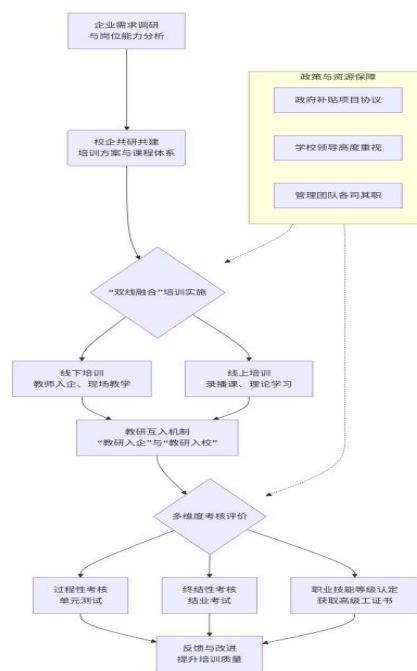 企业需求调研
与岗位能力分析
政策与资源保障
政府补贴项目协议
学校领导高度重视
管理团队各司其职
校企共研共建
培训方案与课程体系
“双线融合”培训实施
线下培训
教师入企、现场教学
线上培训
录播课、理论学习
教研互入机制
“教研入企”与“教研入校”
多维度考核评价
过程性考核
单元测试
终结性考核
结业考试
职业技能等级认定
获取高级工证书
反馈与改进
提升培训质量